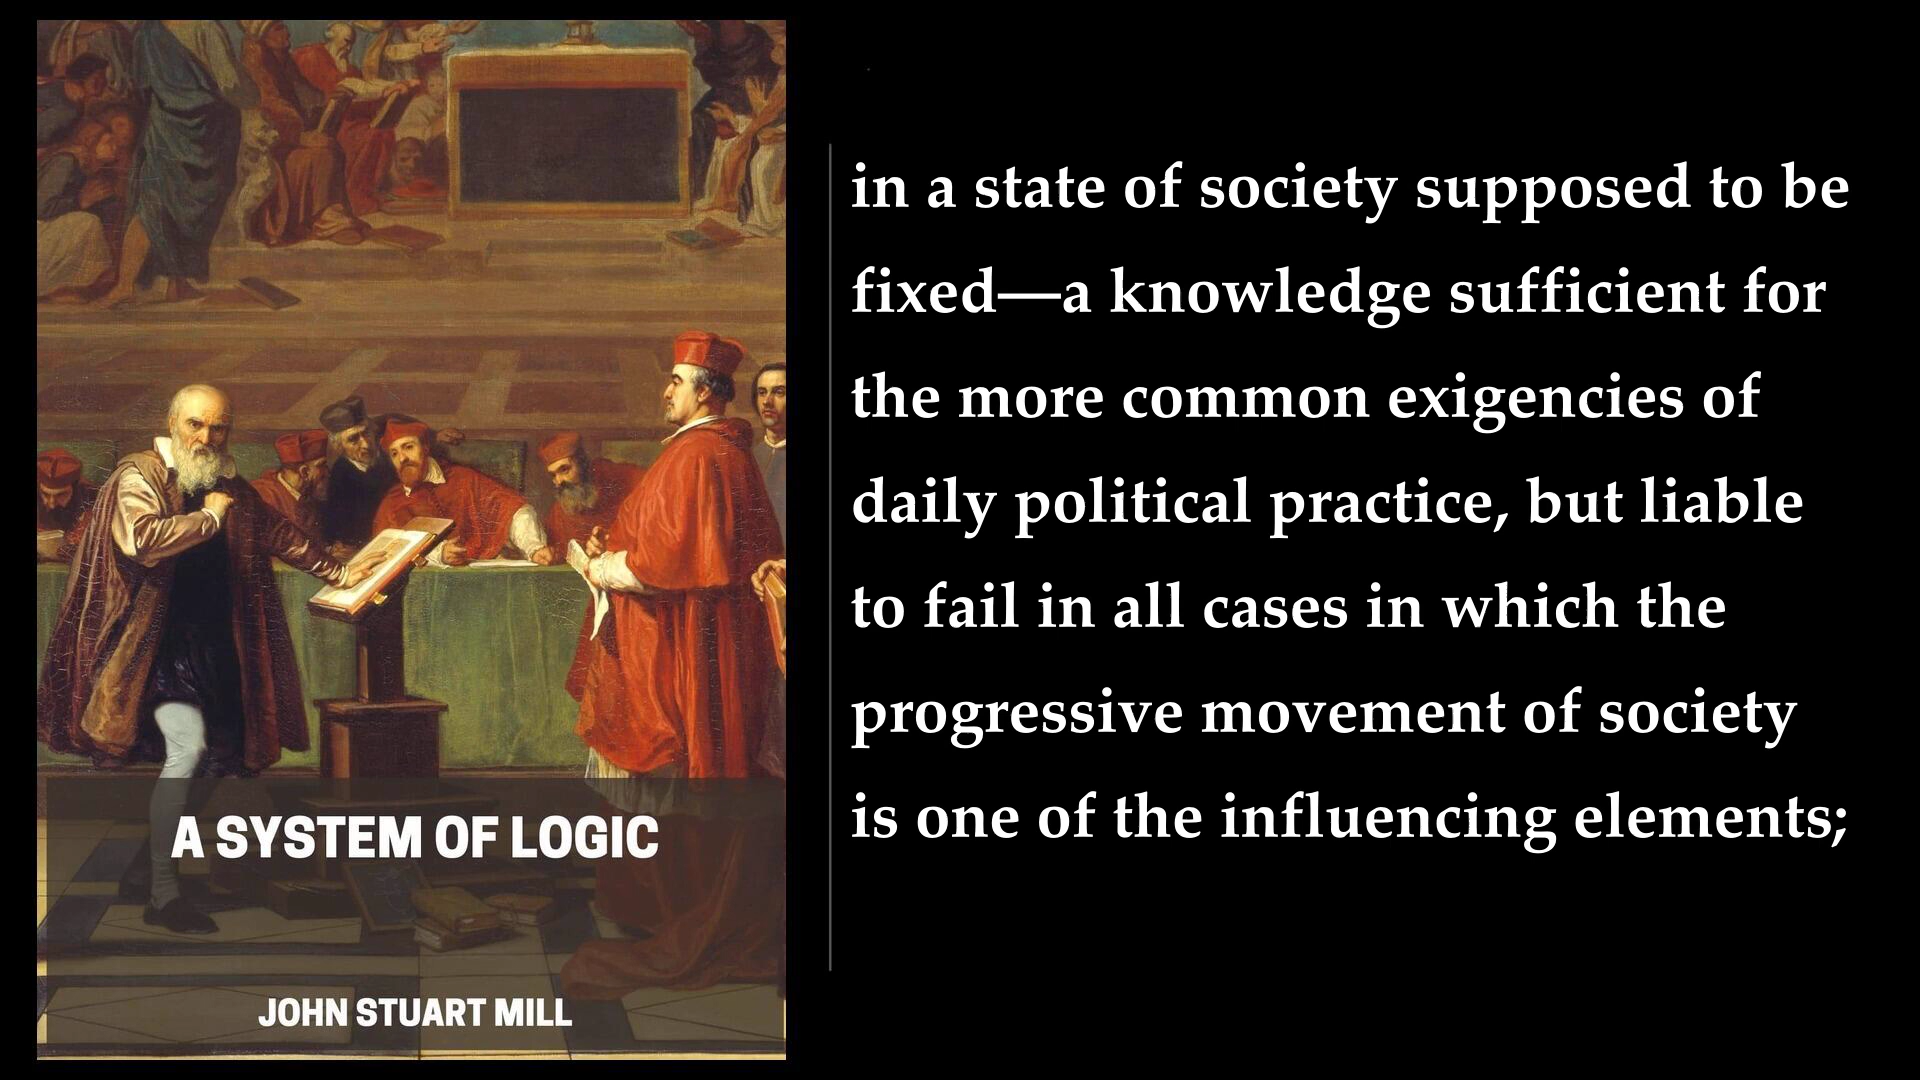 A SYSTEM OF LOGIC
JOHN STUART MILL
in a state of society supposed to be
fixed—a knowledge sufficient for
the more common exigencies of
daily political practice, but liable
to fail in all cases in which the
progressive movement of society
is one of the influencing elements;